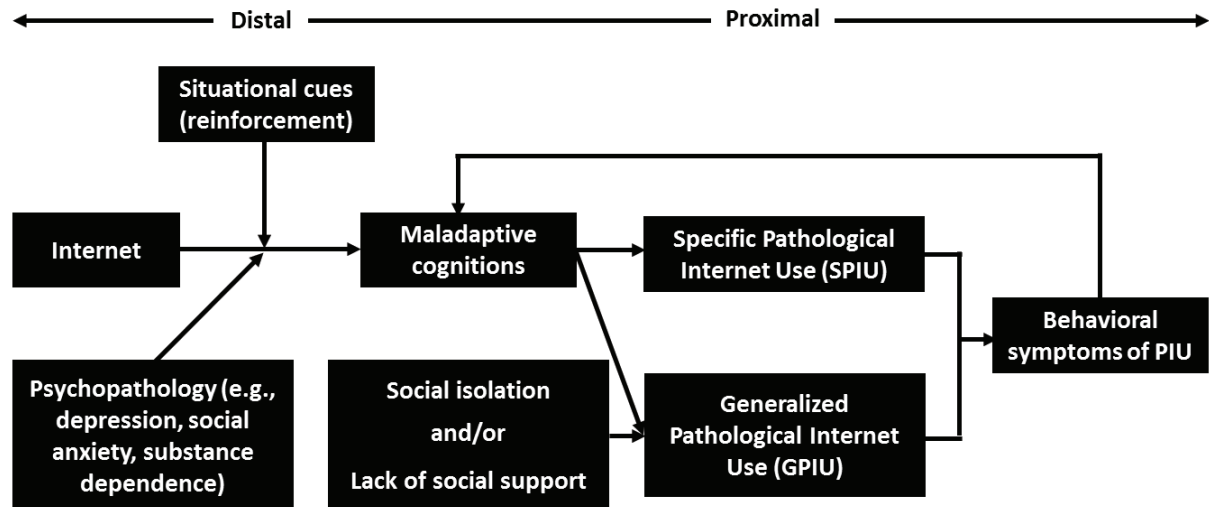 Distal
Proximal
Situational cues
(reinforcement)
Internet
Maladaptive
cognitions
Specific Pathological
Internet Use (SPIU)
Behavioral
symptoms of PIU
Psychopathology (e.g.,
depression, social
anxiety, substance
dependence)
Social isolation
and/or
Lack of social support
Generalized
Pathological Internet
Use (GPIU)